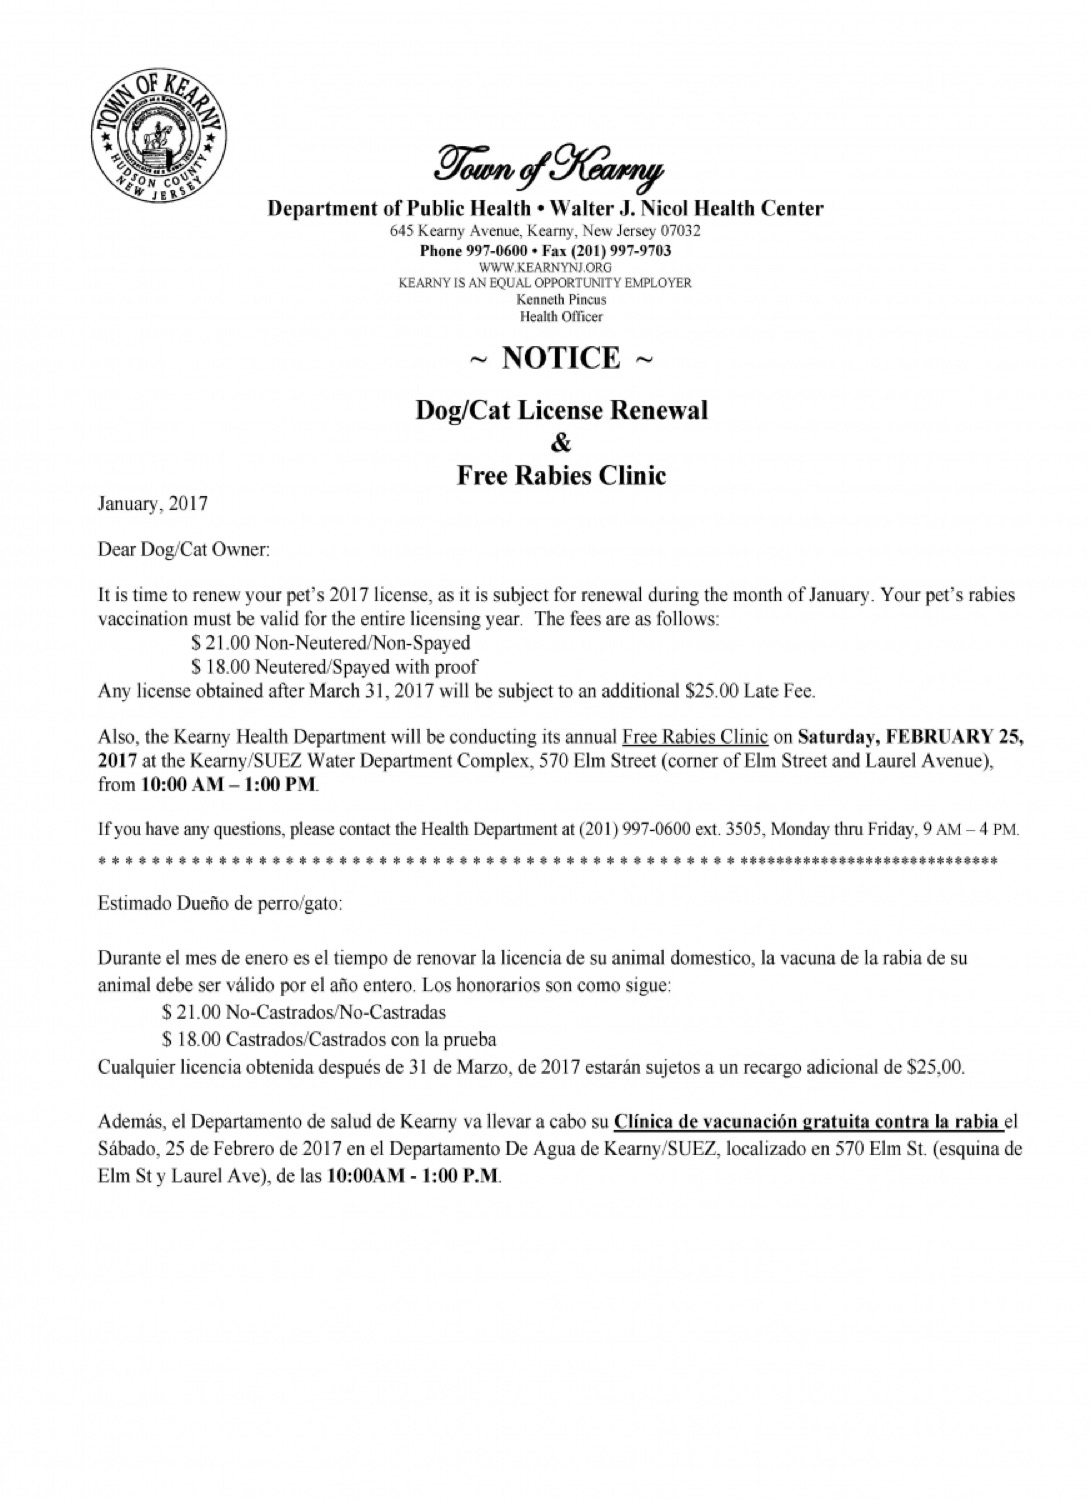 TOWN OF KEARNY
HUDSON COUNTY
NEW JERSEY
Town of Kearny
Department of Public Health • Walter J. Nicol Health Center
645 Kearny Avenue, Kearny, New Jersey 07032
Phone 997-0600 • Fax (201) 997-9703
WWW.KEARNYNJ.ORG
KEARNY IS AN EQUAL OPPORTUNITY EMPLOYER
Kenneth Pincus
Health Officer
~ NOTICE ~
Dog/Cat License Renewal
&
Free Rabies Clinic
January, 2017
Dear Dog/Cat Owner:
It is time to renew your pet's 2017 license, as it is subject for renewal during the month of January. Your pet's rabies
vaccination must be valid for the entire licensing year. The fees are as follows:
$ 21.00 Non-Neutered/Non-Spayed
$ 18.00 Neutered/Spayed with proof
Any license obtained after March 31, 2017 will be subject to an additional $25.00 Late Fee.
Also, the Kearny Health Department will be conducting its annual Free Rabies Clinic on Saturday, FEBRUARY 25,
2017 at the Kearny/SUEZ Water Department Complex, 570 Elm Street (corner of Elm Street and Laurel Avenue),
from 10:00 AM – 1:00 PM.
If you have any questions, please contact the Health Department at (201) 997-0600 ext. 3505, Monday thru Friday, 9 AM – 4 PM.
* * * * * * * * * * * * * * * * * * * * * * * * * * * * * * * * * * * * * * * * * * * * * * * *****************************
Estimado Dueño de perro/gato:
Durante el mes de enero es el tiempo de renovar la licencia de su animal domestico, la vacuna de la rabia de su
animal debe ser válido por el año entero. Los honorarios son como sigue:
$ 21.00 No-Castrados/No-Castradas
$ 18.00 Castrados/Castrados con la prueba
Cualquier licencia obtenida después de 31 de Marzo, de 2017 estarán sujetos a un recargo adicional de $25,00.
Además, el Departamento de salud de Kearny va llevar a cabo su Clínica de vacunación gratuita contra la rabia el
Sábado, 25 de Febrero de 2017 en el Departamento De Agua de Kearny/SUEZ, localizado en 570 Elm St. (esquina de
Elm St y Laurel Ave), de las 10:00AM - 1:00 P.M.